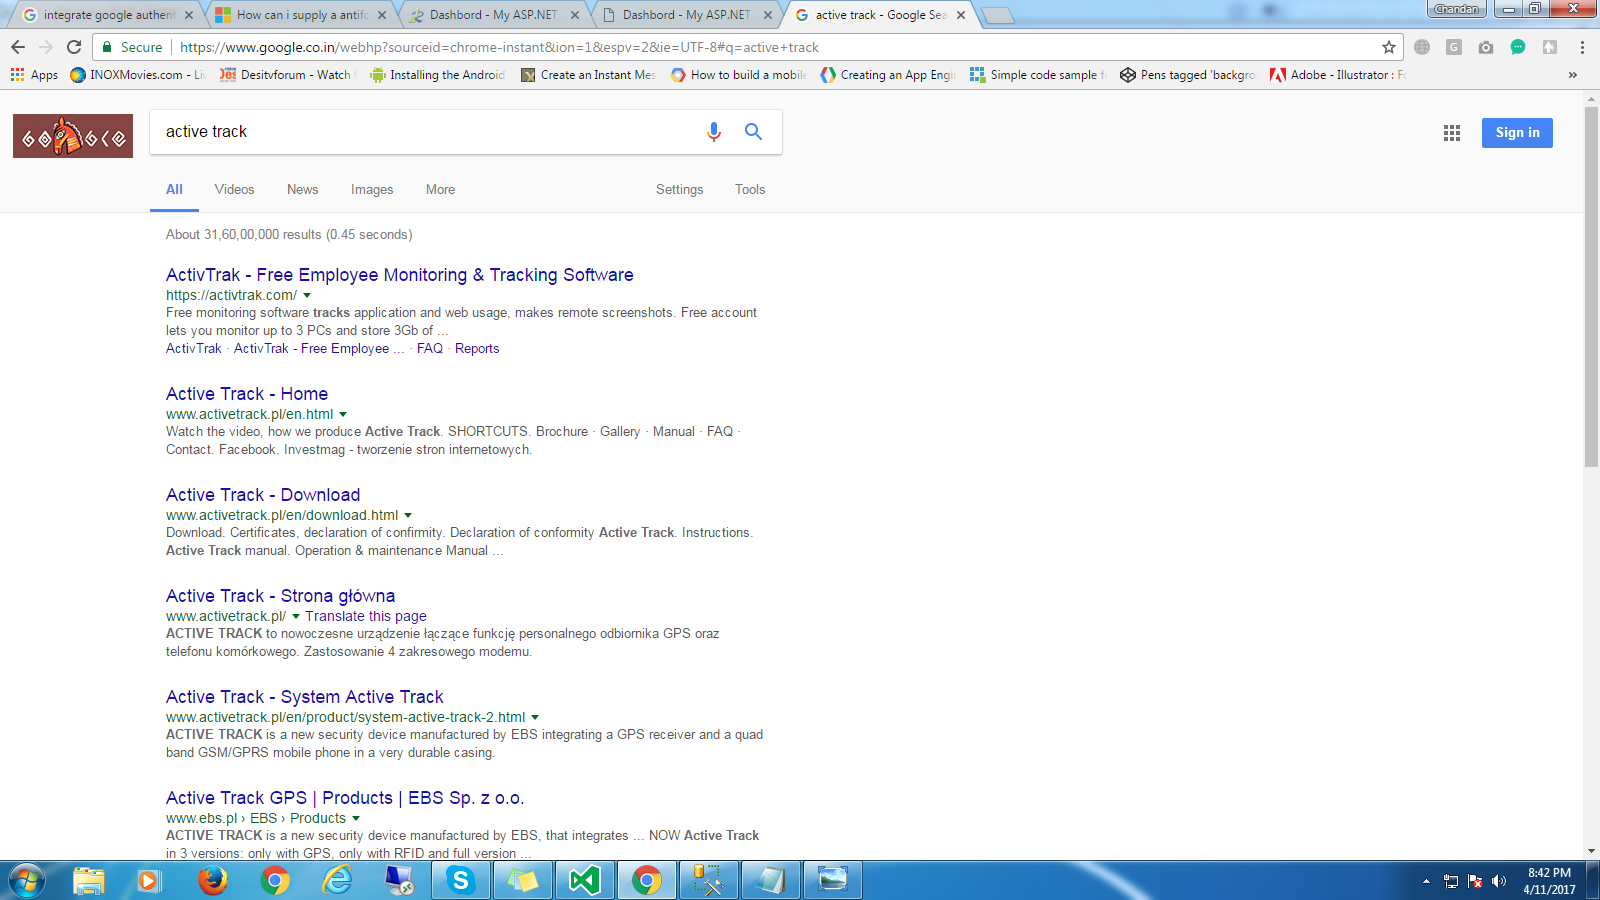 integrate google authent
How can i supply a antifo
Dashbord - My ASP.NET
Dashbord - My ASP.NET
active track - Google Sea
Chandan
Secure
https://www.google.co.in/webhp?sourceid=chrome-instant&ion=1&espv=2&ie=UTF-8#q=active+track
Apps
INOXMovies.com - Liv
Desitvforum - Watch
Installing the Android
Create an Instant Mes
How to build a mobile
Creating an App Engi
Simple code sample f
Pens tagged 'backgro
Adobe - Illustrator : Fo
active track
Sign in
All Videos News Images More Settings Tools
About 31,60,00,000 results (0.45 seconds)
ActivTrak - Free Employee Monitoring & Tracking Software
https://activtrak.com/
Free monitoring software tracks application and web usage, makes remote screenshots. Free account
lets you monitor up to 3 PCs and store 3Gb of ...
ActivTrak · ActivTrak - Free Employee ... · FAQ · Reports
Active Track - Home
www.activetrack.pl/en.html
Watch the video, how we produce Active Track. SHORTCUTS. Brochure · Gallery · Manual · FAQ ·
Contact. Facebook. Investmag - tworzenie stron internetowych.
Active Track - Download
www.activetrack.pl/en/download.html
Download. Certificates, declaration of confirmity. Declaration of conformity Active Track. Instructions.
Active Track manual. Operation & maintenance Manual ...
Active Track - Strona główna
www.activetrack.pl/ Translate this page
ACTIVE TRACK to nowoczesne urządzenie łączące funkcję personalnego odbiornika GPS oraz
telefonu komórkowego. Zastosowanie 4 zakresowego modemu.
Active Track - System Active Track
www.activetrack.pl/en/product/system-active-track-2.html
ACTIVE TRACK is a new security device manufactured by EBS integrating a GPS receiver and a quad
band GSM/GPRS mobile phone in a very durable casing.
Active Track GPS | Products | EBS Sp. z o.o.
www.ebs.pl › EBS › Products
ACTIVE TRACK is a new security device manufactured by EBS, that integrates ... NOW Active Track
in 3 versions: only with GPS, only with RFID and full version ...
8:42 PM
4/11/2017